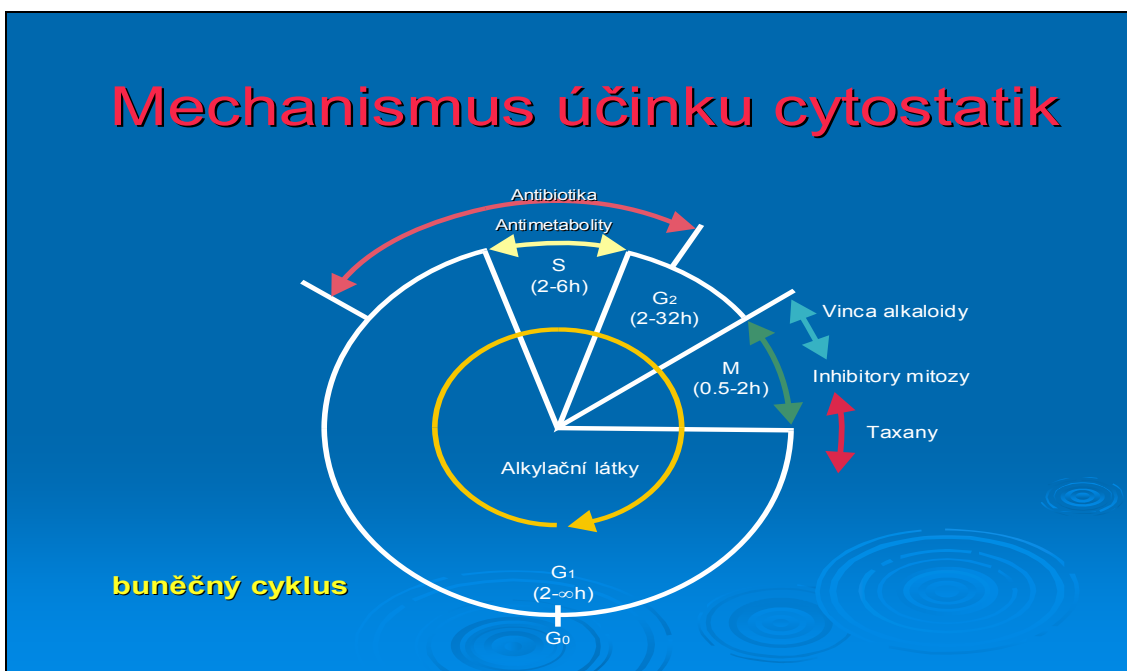 Mechanismus účinku cytostatik
Antibiotika
Antimetabolity
S
(2-6h)
G2
(2-32h)
M
(0.5-2h)
Vinca alkaloidy
Inhibitory mitozy
Taxany
Alkylační látky
G1
(2-∞h)
G0
buněčný cyklus